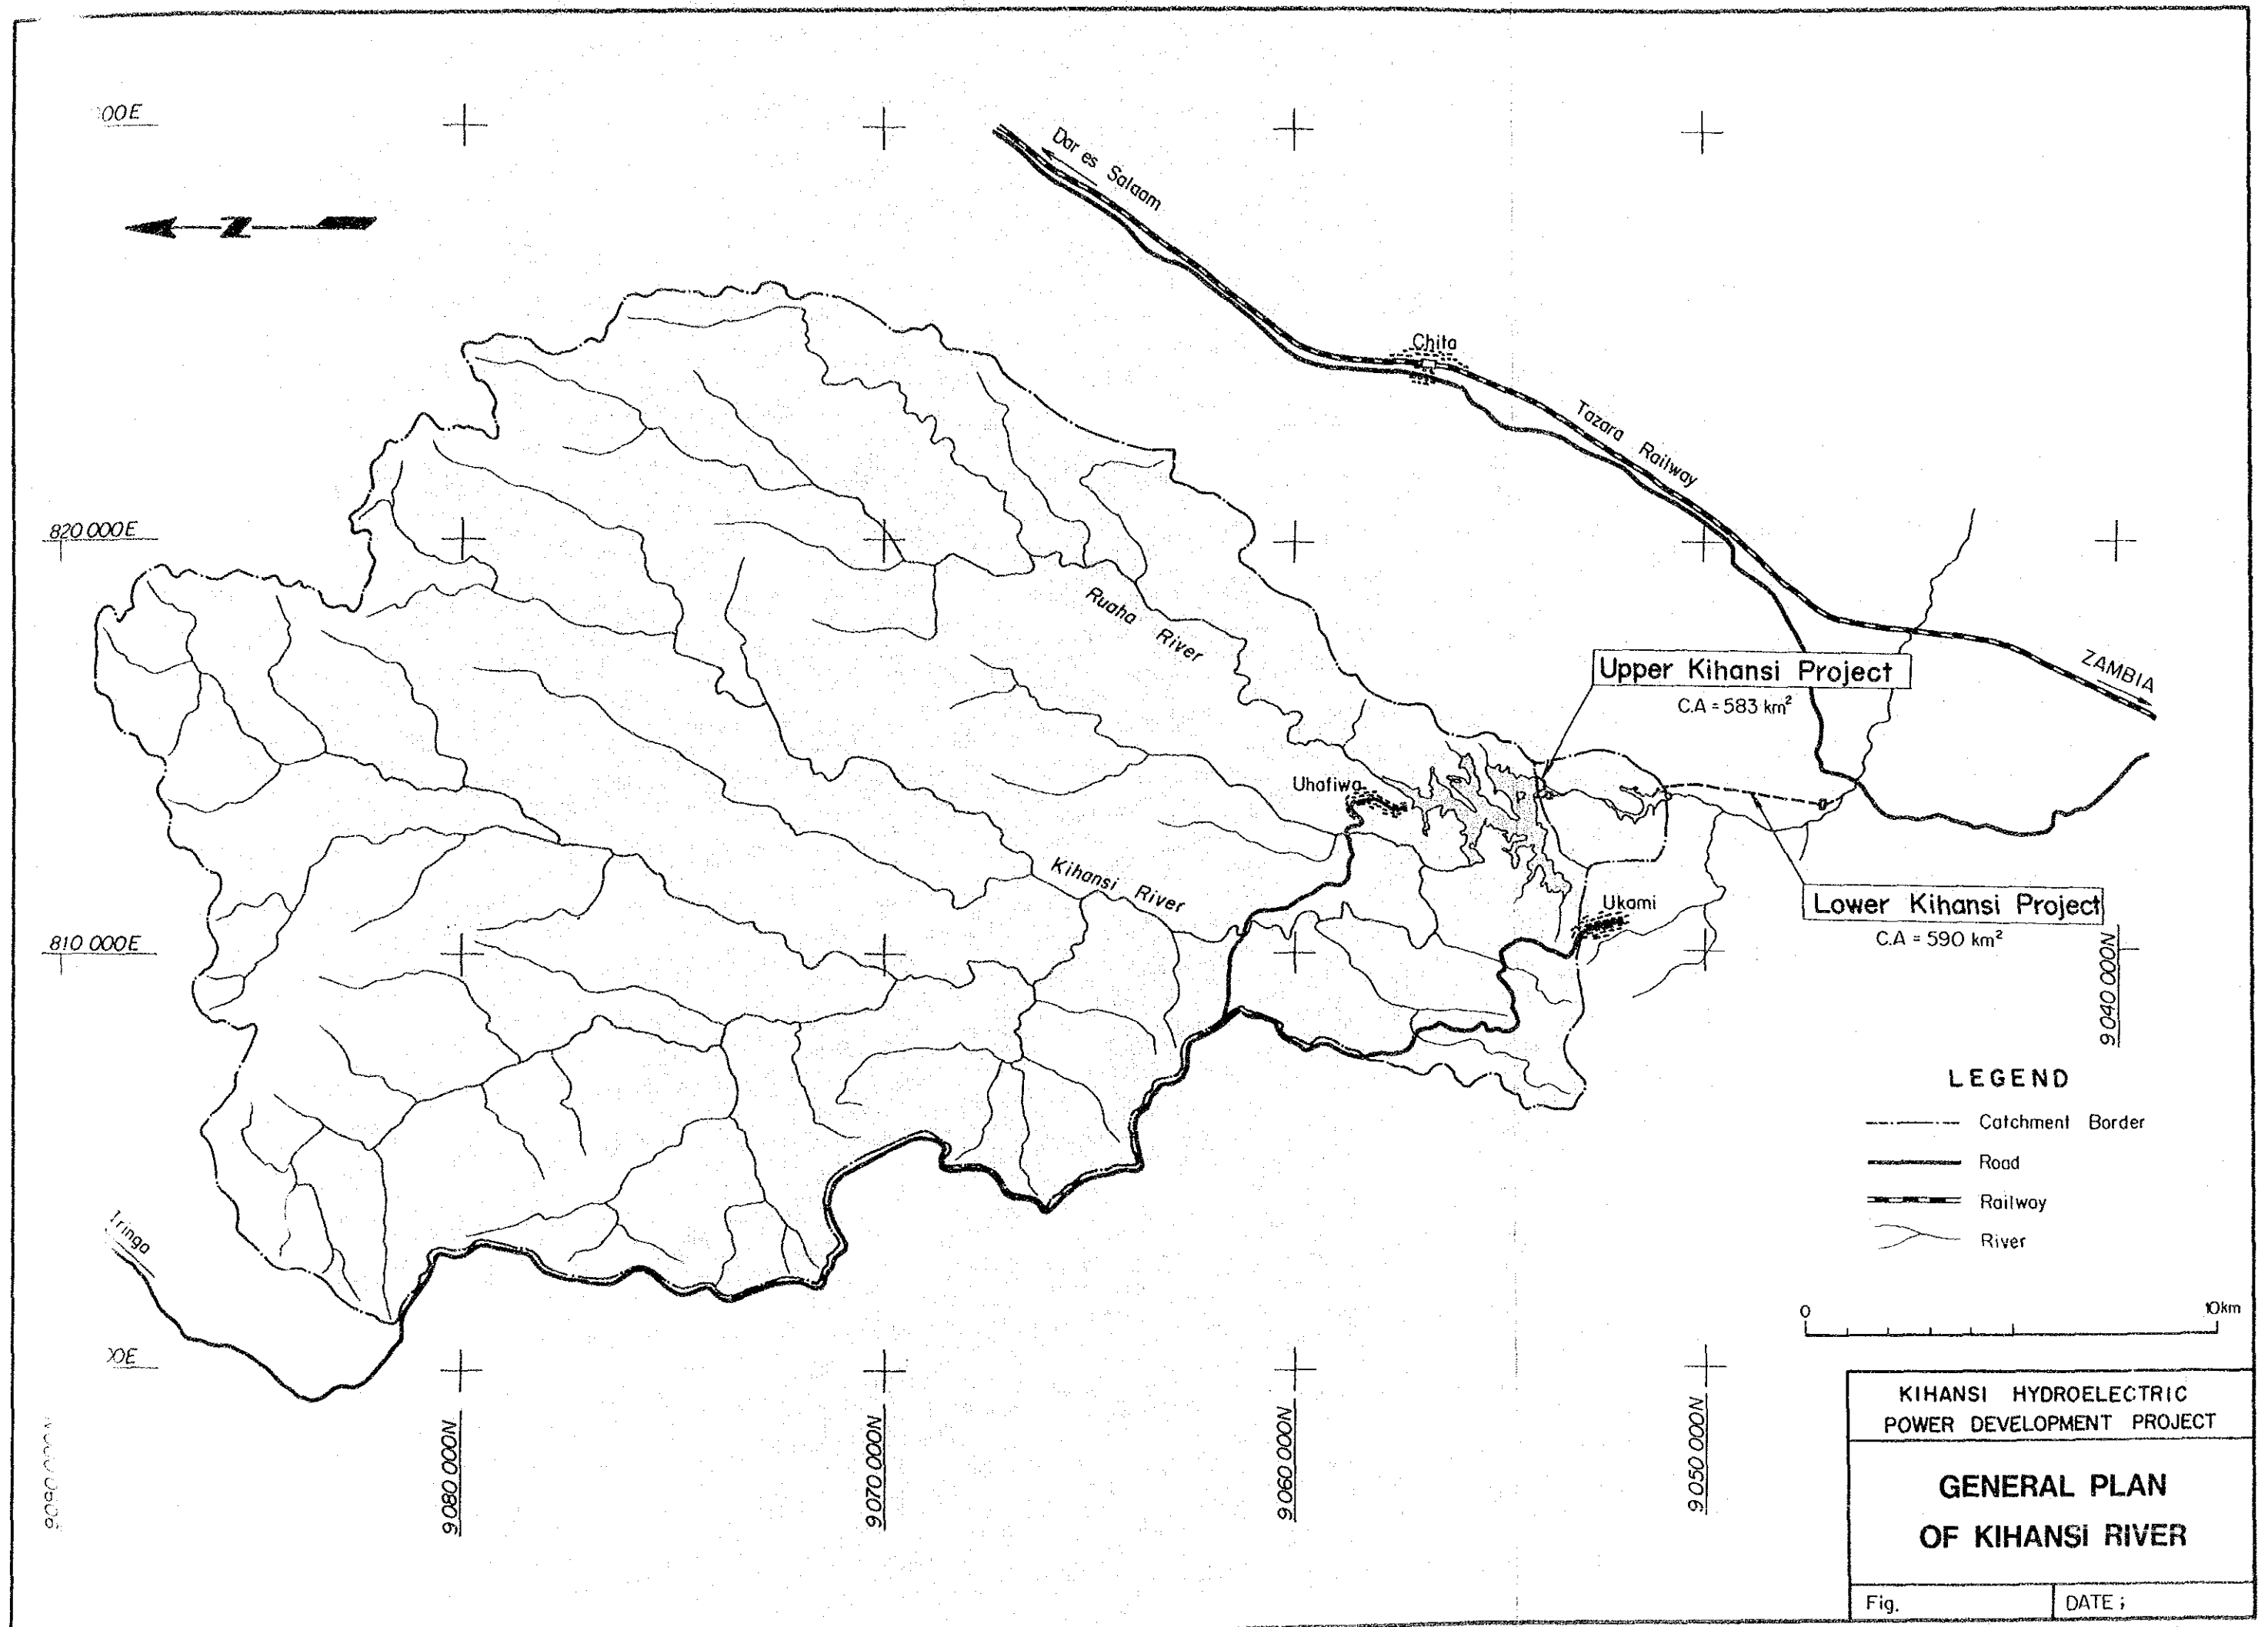 00E
Dar es Salaam
Chita
Tazara Railway
820 000E
Ruaha River
ZAMBIA
Upper Kihansi Project
C.A = 583 km²
Uhafiwa
Kihansi River
Ukami
Lower Kihansi Project
C.A = 590 km²
810 000E
9 040 000N
LEGEND
Catchment Border
Road
Railway
River
Iringa
0 10km
9 080 000N
9 070 000N
9 060 000N
9 050 000N
KIHANSI HYDROELECTRIC
POWER DEVELOPMENT PROJECT
GENERAL PLAN
OF KIHANSI RIVER
Fig. DATE ;